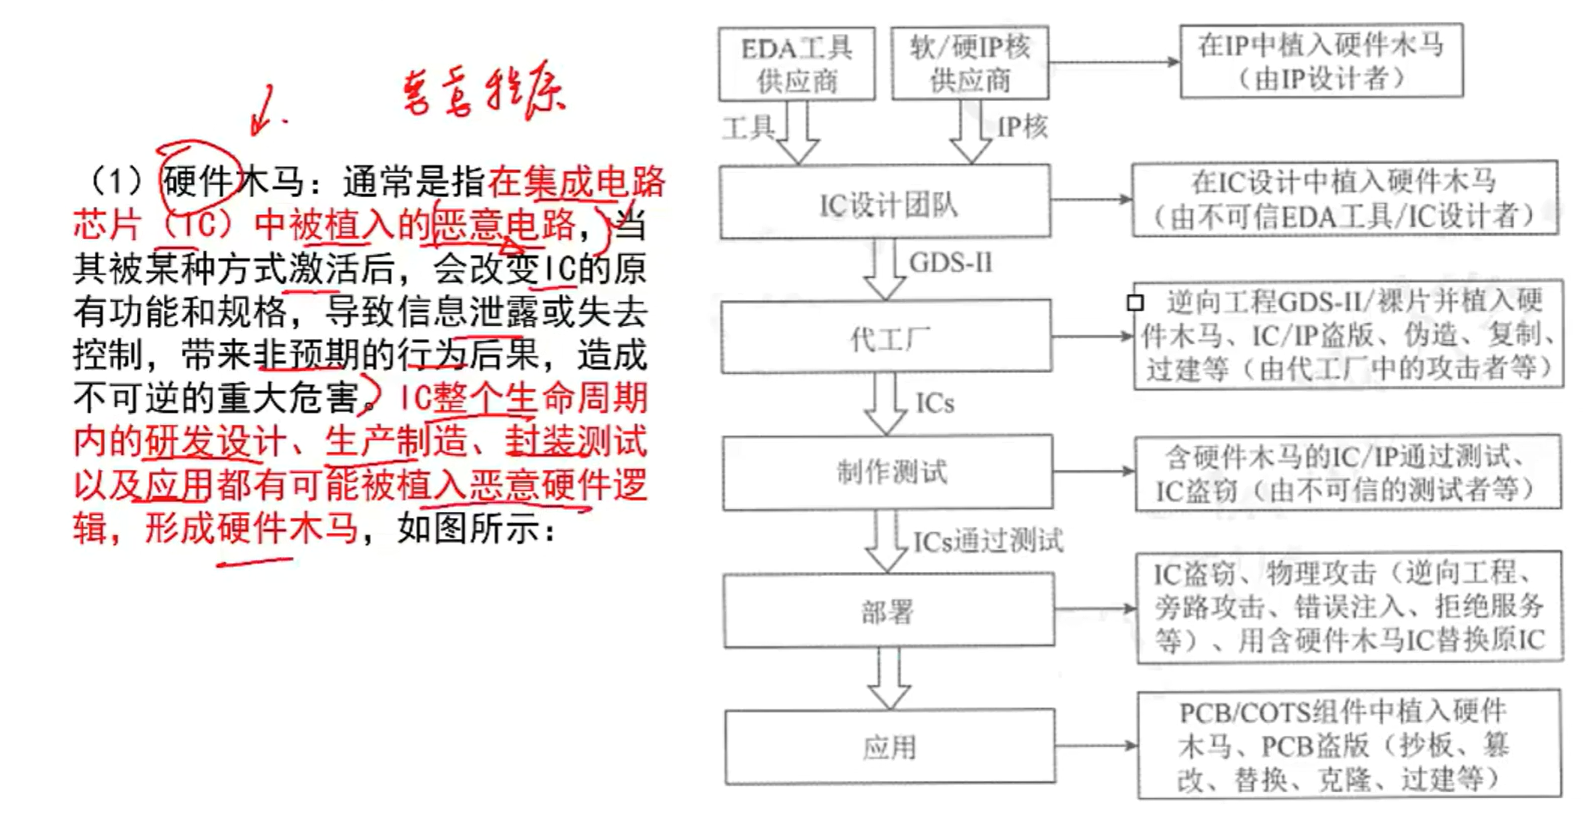 恶意程序
（1）硬件木马：通常是指在集成电路
芯片（IC）中被植入的恶意电路，当
其被某种方式激活后，会改变IC的原
有功能和规格，导致信息泄露或失去
控制，带来非预期的行为后果，造成
不可逆的重大危害。IC整个生命周期
内的研发设计、生产制造、封装测试
以及应用都有可能被植入恶意硬件逻
辑，形成硬件木马，如图所示：
EDA工具
供应商
软/硬IP核
供应商
在IP中植入硬件木马
（由IP设计者）
工具
IP核
IC设计团队
在IC设计中植入硬件木马
（由不可信EDA工具/IC设计者）
GDS-II
代工厂
逆向工程GDS-II/裸片并植入硬
件木马、IC/IP盗版、伪造、复制、
过建等（由代工厂中的攻击者等）
ICs
制作测试
含硬件木马的IC/IP通过测试、
IC盗窃（由不可信的测试者等）
ICs通过测试
部署
IC盗窃、物理攻击（逆向工程、
旁路攻击、错误注入、拒绝服务
等）、用含硬件木马IC替换原IC
应用
PCB/COTS组件中植入硬件
木马、PCB盗版（抄板、篡
改、替换、克隆、过建等）